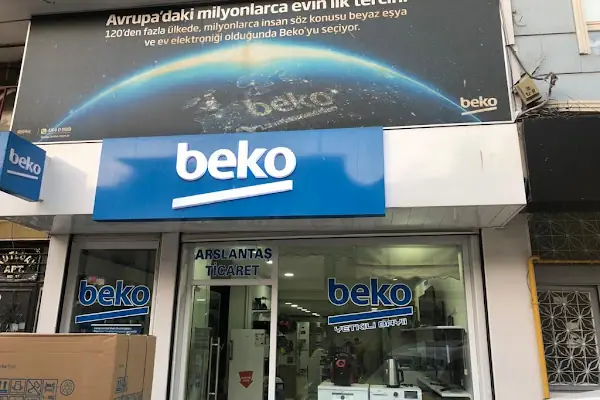 Avrupa'daki milyonlarca evin ilk tercihi
120'den fazla ülkede, milyonlarca insan söz konusu beyaz eşya
ve ev elektroniği olduğunda Beko'yu seçiyor.
beko
beko
beko
beko
ARSLANTAŞ
TİCARET
beko
beko
YETKİLİ BAYİİ
APT.